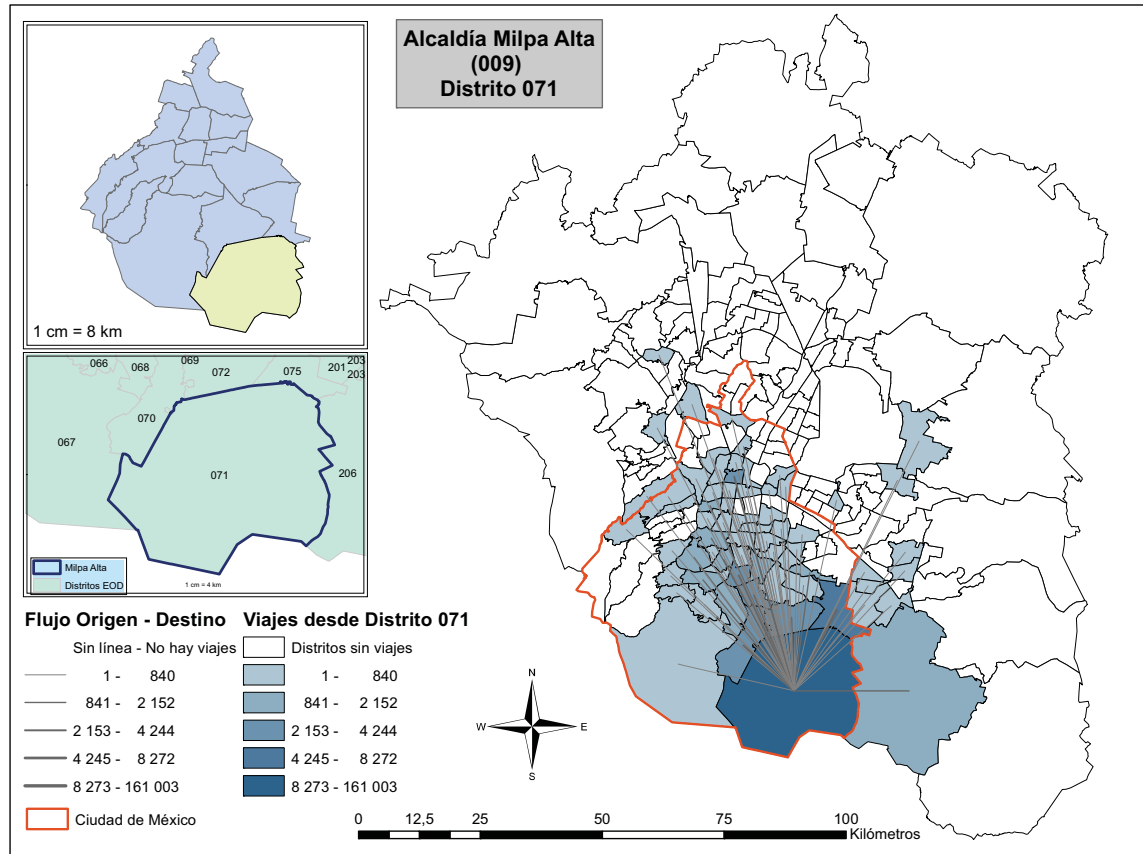 Alcaldía Milpa Alta
(009)
Distrito 071
1 cm = 8 km
066
068
069
072
075
201
203
203
070
067
071
206
Milpa Alta
Distritos EOD
1 cm = 4 km
Flujo Origen - Destino
Sin línea - No hay viajes
1 - 840
841 - 2 152
2 153 - 4 244
4 245 - 8 272
8 273 - 161 003
Ciudad de México
Viajes desde Distrito 071
Distritos sin viajes
1 - 840
841 - 2 152
2 153 - 4 244
4 245 - 8 272
8 273 - 161 003
N
W
E
S
0 12,5 25 50 75 100
Kilómetros